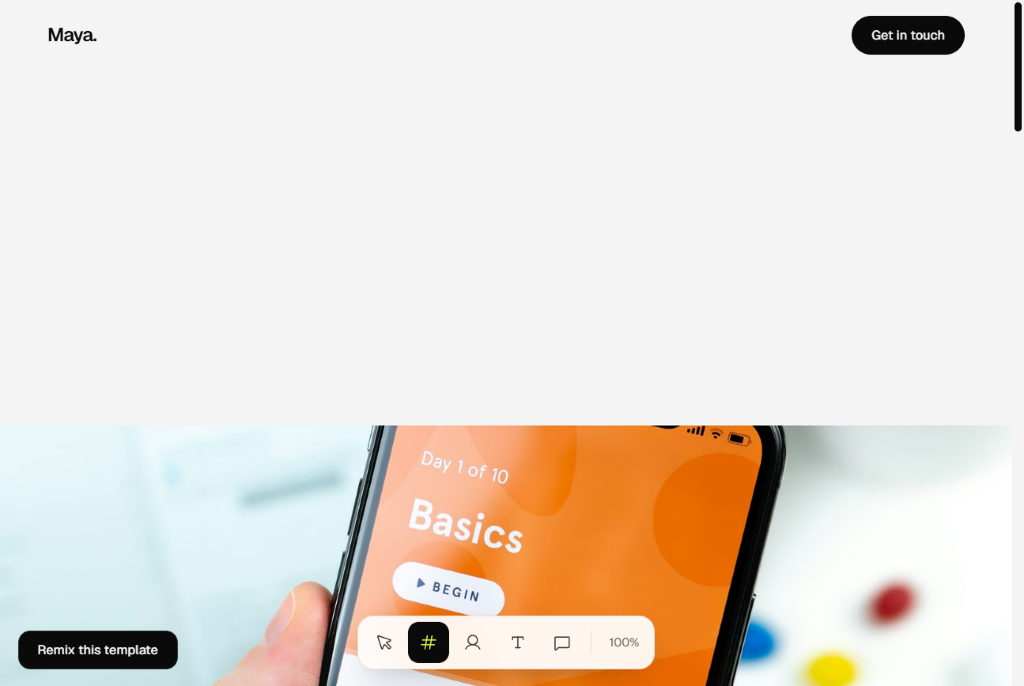 Maya.
Get in touch
Day 1 of 10
Basics
BEGIN
Remix this template
100%